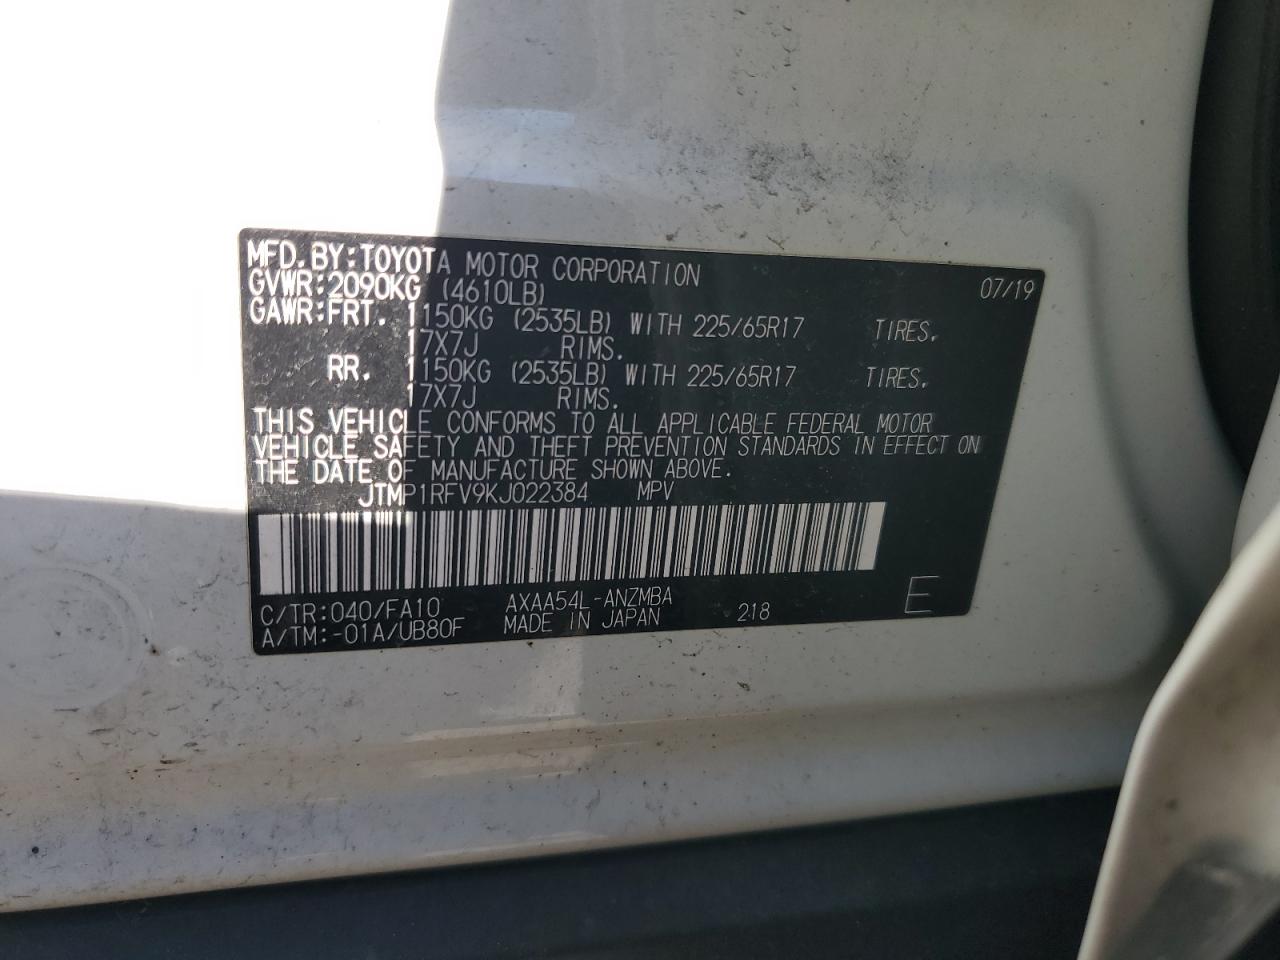 MFD. BY: TOYOTA MOTOR CORPORATION 07/19
GVWR: 2090KG (4610LB)
GAWR: FRT. 1150KG (2535LB) WITH 225/65R17 TIRES.
17X7J RIMS.
RR. 1150KG (2535LB) WITH 225/65R17 TIRES.
17X7J RIMS.
THIS VEHICLE CONFORMS TO ALL APPLICABLE FEDERAL MOTOR
VEHICLE SAFETY AND THEFT PREVENTION STANDARDS IN EFFECT ON
THE DATE OF MANUFACTURE SHOWN ABOVE.
JTMP1RFV9KJ022384 MPV
C/TR: 040/FA10 AXAA54L-ANZMBA 218 E
A/TM: -01A/UB80F MADE IN JAPAN